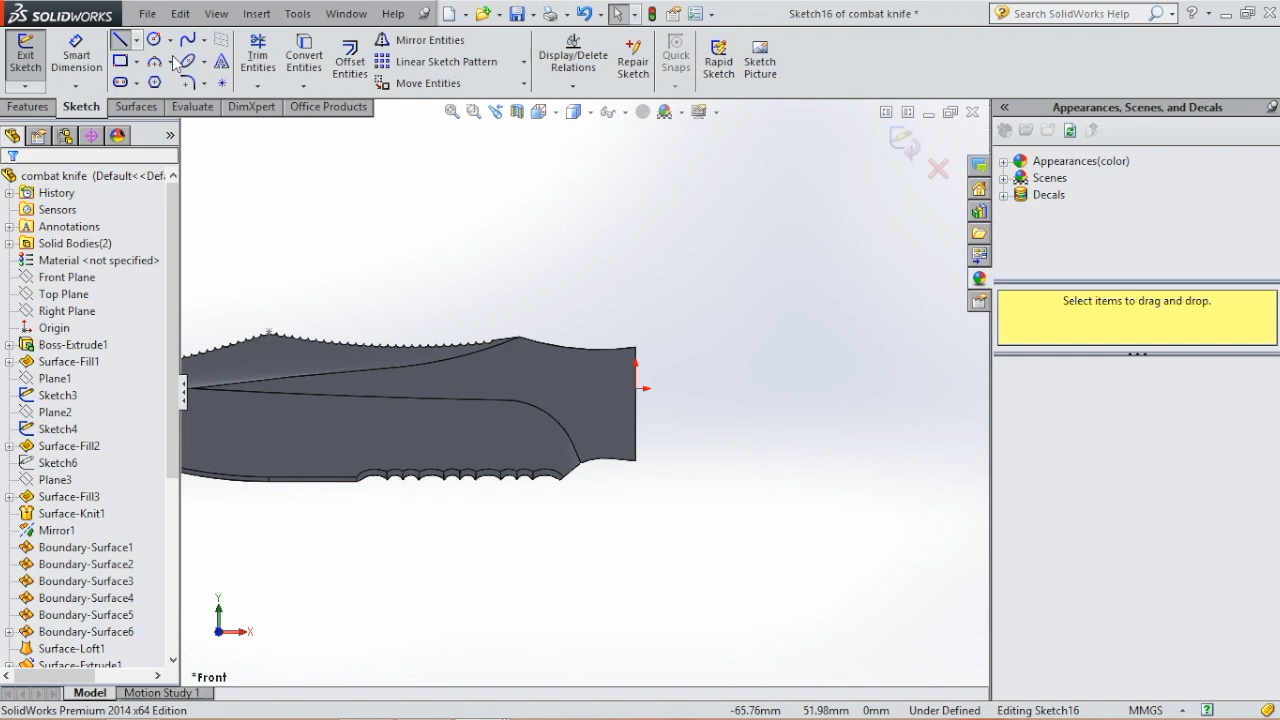 SOLIDWORKS File Edit View Insert Tools Window Help Sketch16 of combat knife * Search SolidWorks Help
Exit Sketch
Smart Dimension
Trim Entities
Convert Entities
Offset Entities
Mirror Entities
Linear Sketch Pattern
Move Entities
Display/Delete Relations
Repair Sketch
Quick Snaps
Rapid Sketch
Sketch Picture
Features Sketch Surfaces Evaluate DimXpert Office Products
Appearances, Scenes, and Decals
combat knife (Default<<Def
History
Sensors
Annotations
Solid Bodies(2)
Material <not specified>
Front Plane
Top Plane
Right Plane
Origin
Boss-Extrude1
Surface-Fill1
Plane1
Sketch3
Plane2
Sketch4
Surface-Fill2
Sketch6
Plane3
Surface-Fill3
Surface-Knit1
Mirror1
Boundary-Surface1
Boundary-Surface2
Boundary-Surface3
Boundary-Surface4
Boundary-Surface5
Boundary-Surface6
Surface-Loft1
Surface-Extrude1
Appearances(color)
Scenes
Decals
Select items to drag and drop.
Y
X
*Front
Model Motion Study 1
SolidWorks Premium 2014 x64 Edition -65.76mm 51.98mm 0mm Under Defined Editing Sketch16 MMGS